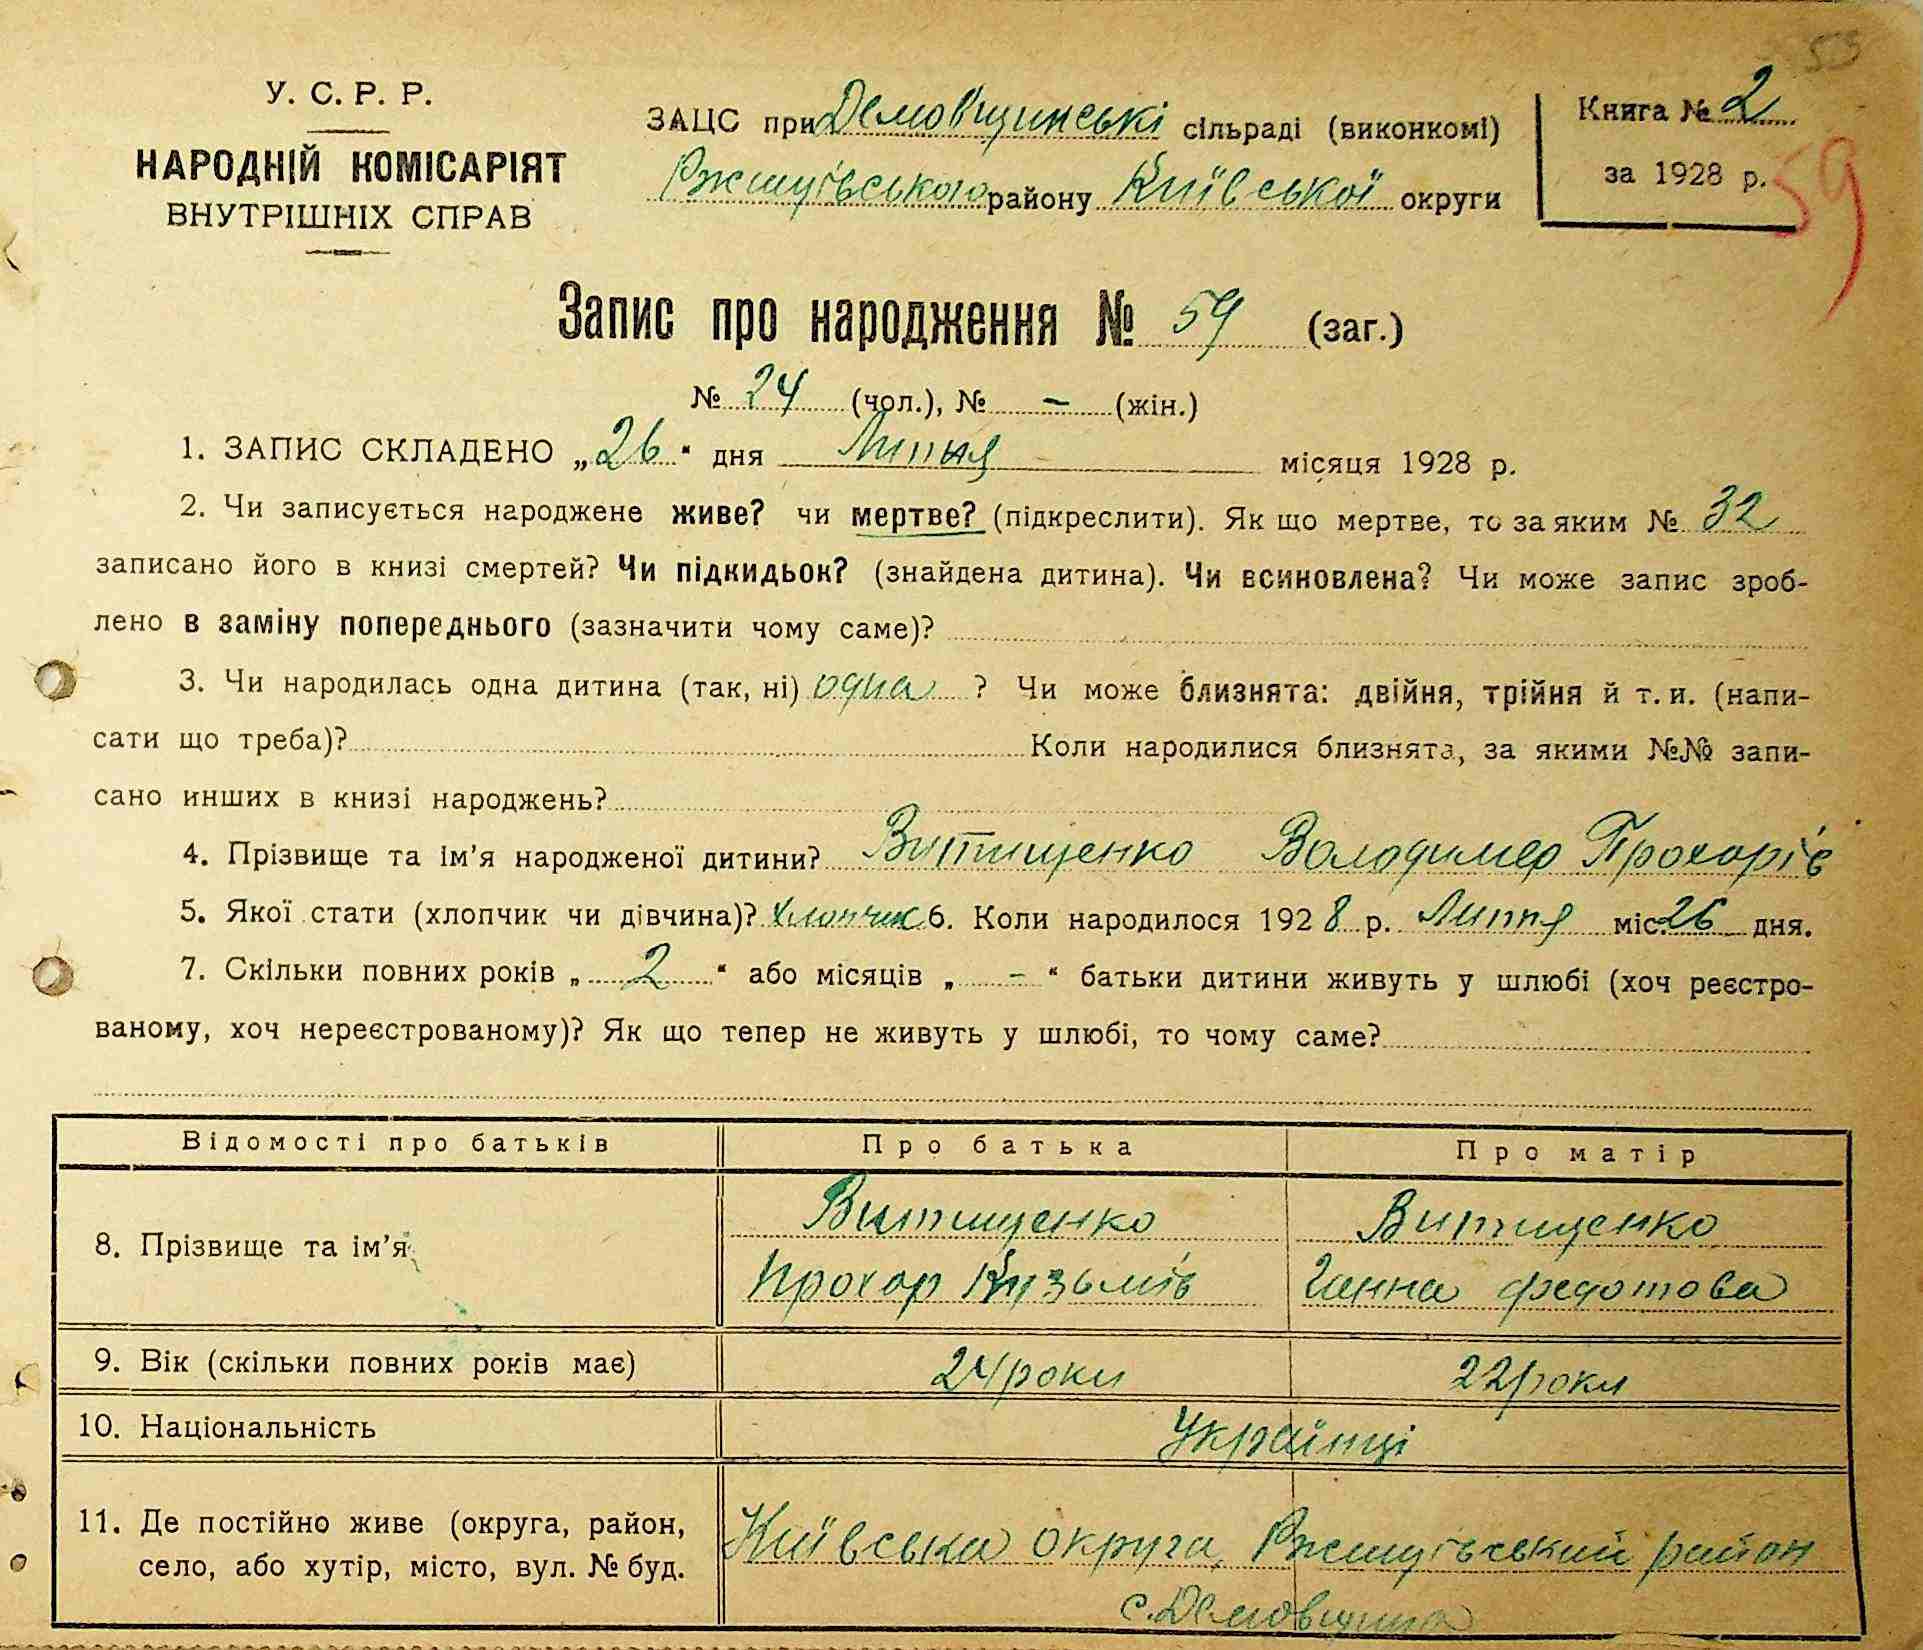 53
У. С. Р. Р.
НАРОДНІЙ КОМІСАРІЯТ
ВНУТРІШНІХ СПРАВ
ЗАЦС при Демовщинські сільраді (виконкомі)
Ржищівського району Київської округи
Книга № 2
за 1928 р.
59
Запис про народження № 59 (заг.)
№ 24 (чол.), № - (жін.)
1. ЗАПИС СКЛАДЕНО „26“ дня Липня місяця 1928 р.
2. Чи записується народжене живе? чи мертве? (підкреслити). Як що мертве, то за яким № 32
записано його в книзі смертей? Чи підкидьок? (знайдена дитина). Чи всиновлена? Чи може запис зроб-
лено в заміну попереднього (зазначити чому саме)?
3. Чи народилась одна дитина (так, ні) одна ? Чи може близнята: двійня, трійня й т. и. (напи-
сати що треба)? Коли народилися близнята, за якими №№ запи-
сано инших в книзі народжень?
4. Прізвище та ім’я народженої дитини? Витищенко Володимер Прохорів
5. Якої стати (хлопчик чи дівчина)? хлопчик 6. Коли народилося 1928 р. Липня міс. 26 дня.
7. Скільки повних років „ 2 “ або місяців „ - “ батьки дитини живуть у шлюбі (хоч реєстро-
ваному, хоч нереєстрованому)? Як що тепер не живуть у шлюбі, то чому саме?
Відомості про батьків Про батька Про матір
8. Прізвище та ім’я
Витищенко Витищенко
Прохор Кузьмів Ганна федотова
9. Вік (скільки повних років має) 24 роки 22 роки
10. Національність Українці
11. Де постійно живе (округа, район,
село, або хутір, місто, вул. № буд.
Київська округа, Ржищівський район
с. Демовщина